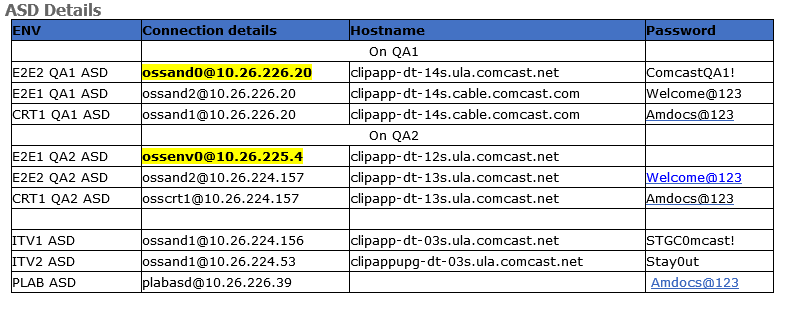 ASD Details
ENV Connection details Hostname Password
On QA1
E2E2 QA1 ASD ossand0@10.26.226.20 clipapp-dt-14s.ula.comcast.net ComcastQA1!
E2E1 QA1 ASD ossand2@10.26.226.20 clipapp-dt-14s.cable.comcast.com Welcome@123
CRT1 QA1 ASD ossand1@10.26.226.20 clipapp-dt-14s.cable.comcast.com Amdocs@123
On QA2
E2E1 QA2 ASD ossenv0@10.26.225.4 clipapp-dt-12s.ula.comcast.net
E2E2 QA2 ASD ossand2@10.26.224.157 clipapp-dt-13s.ula.comcast.net Welcome@123
CRT1 QA2 ASD osscrt1@10.26.224.157 clipapp-dt-13s.ula.comcast.net Amdocs@123
ITV1 ASD ossand1@10.26.224.156 clipapp-dt-03s.ula.comcast.net STGC0mcast!
ITV2 ASD ossand1@10.26.224.53 clipappupg-dt-03s.ula.comcast.net Stay0ut
PLAB ASD plabasd@10.26.226.39 Amdocs@123